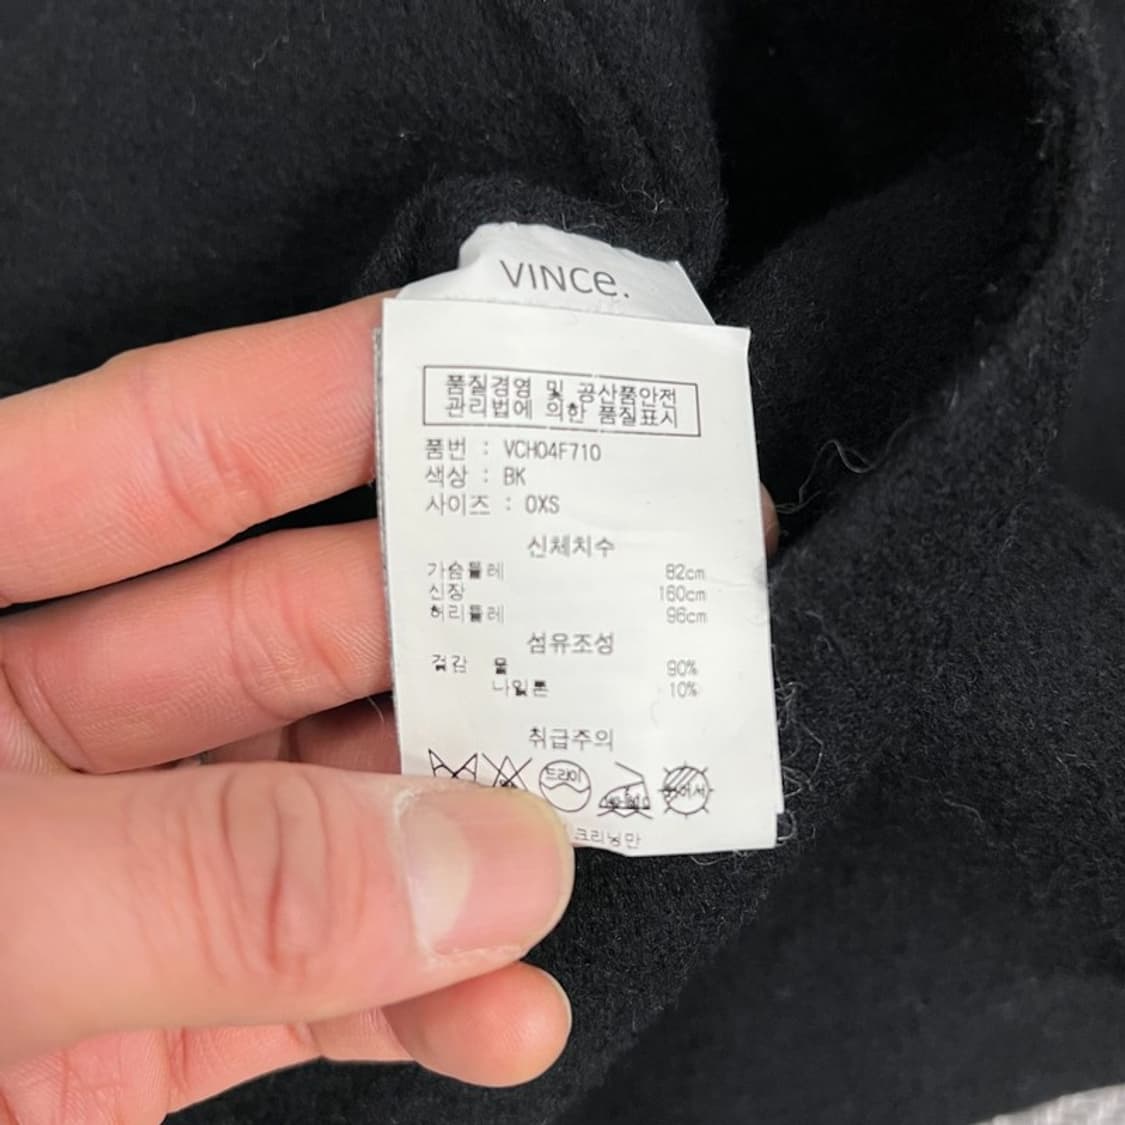 VINCe.
품질경영 및 공산품안전
관리법에 의한 품질표시
품번 : VCH04F710
색상 : BK
사이즈 : 0XS
신체치수
가슴둘레 82cm
신장 160cm
허리둘레 96cm
섬유조성
겉감 울 90%
나일론 10%
취급주의
드라이
크리닝만